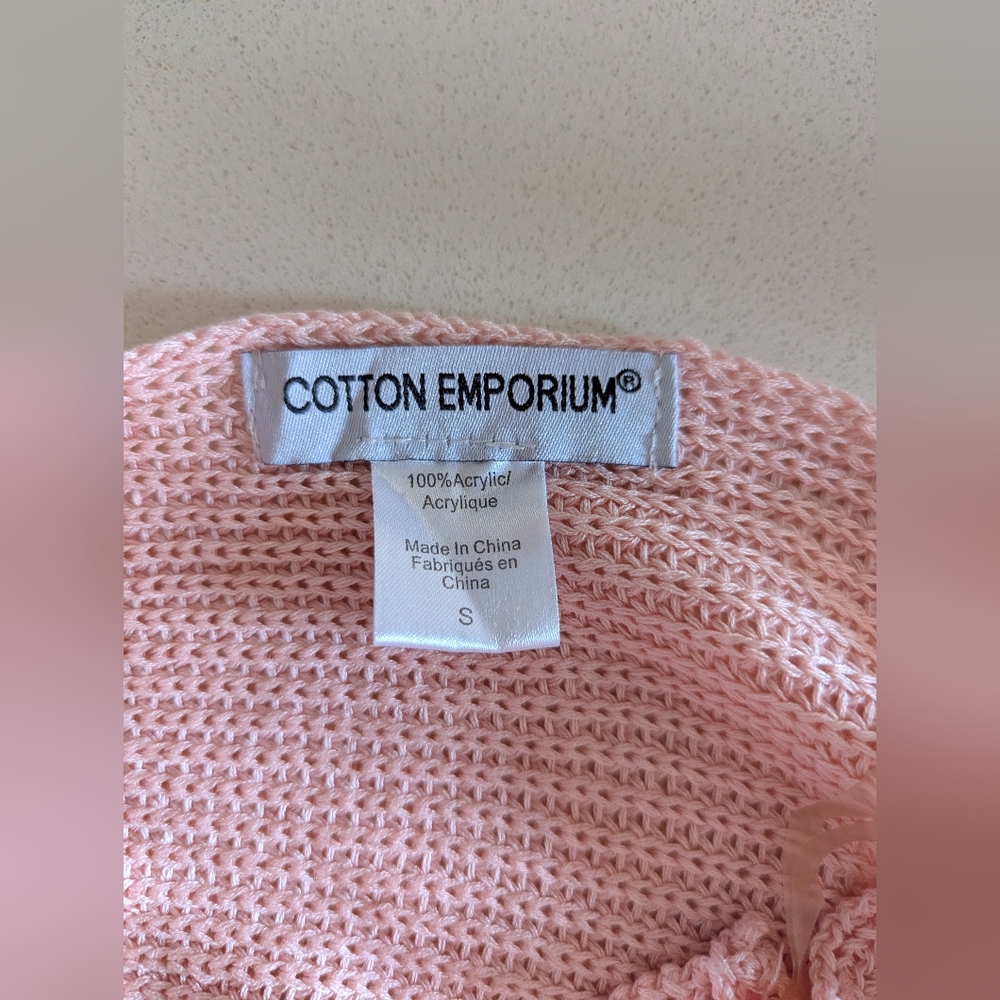 COTTON EMPORIUM®
100%Acrylic/
Acrylique
Made In China
Fabriqués en
China
S